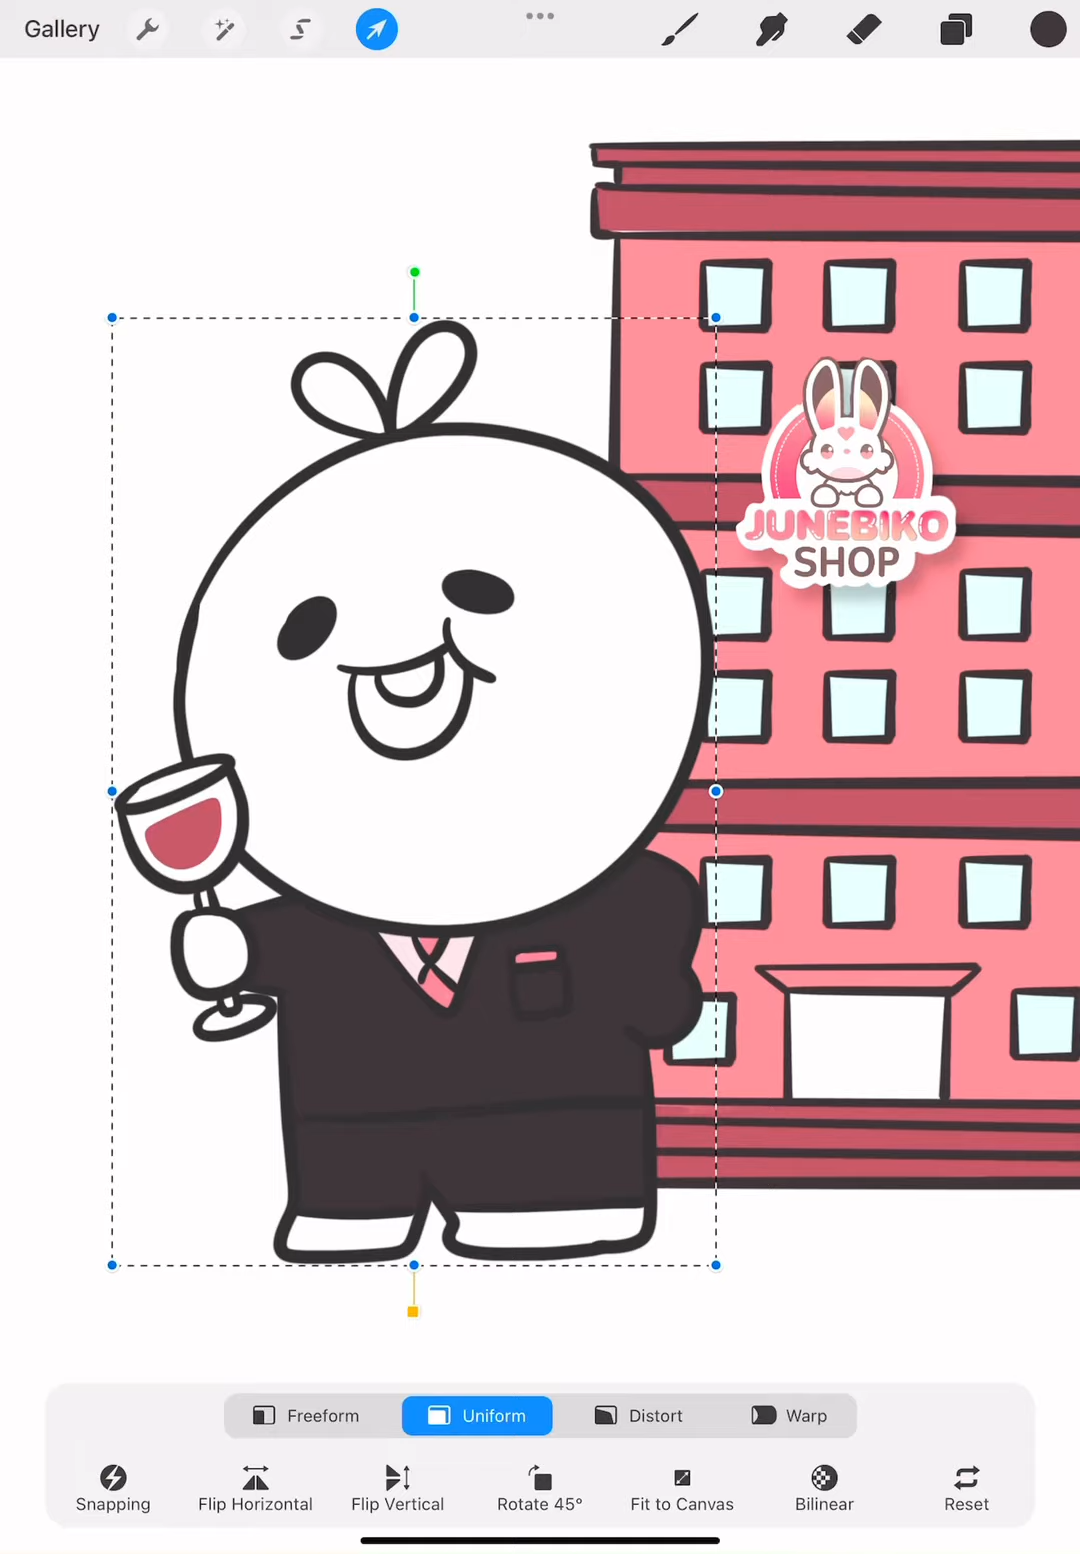 Gallery
JUNEBIKO
SHOP
Freeform
Uniform
Distort
Warp
Snapping
Flip Horizontal
Flip Vertical
Rotate 45°
Fit to Canvas
Bilinear
Reset